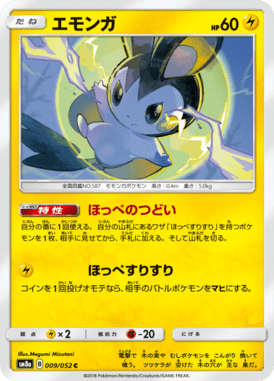 たね エモンガ HP60
全国図鑑NO.587 モモンガポケモン 高さ：0.4m 重さ：5.0kg
特性 ほっぺのつどい
自分の番に1回使える。自分の山札にあるワザ「ほっぺすりすり」を持つポケ
モンを1枚、相手に見せてから、手札に加える。そして山札を切る。
ほっぺすりすり
コインを1回投げオモテなら、相手のバトルポケモンをマヒにする。
弱点 ×2 抵抗力 -20 にげる
Illus.Megumi Mizutani
SM8a 009/052 C
©2018 Pokémon/Nintendo/Creatures/GAME FREAK.